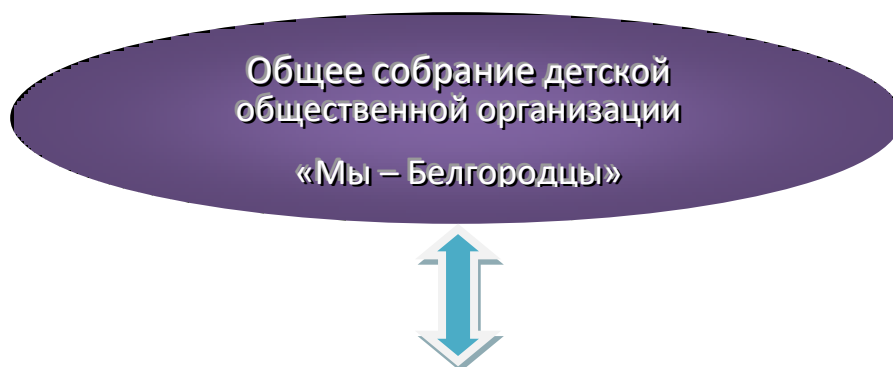 Общее собрание детской
общественной организации
«Мы – Белгородцы»